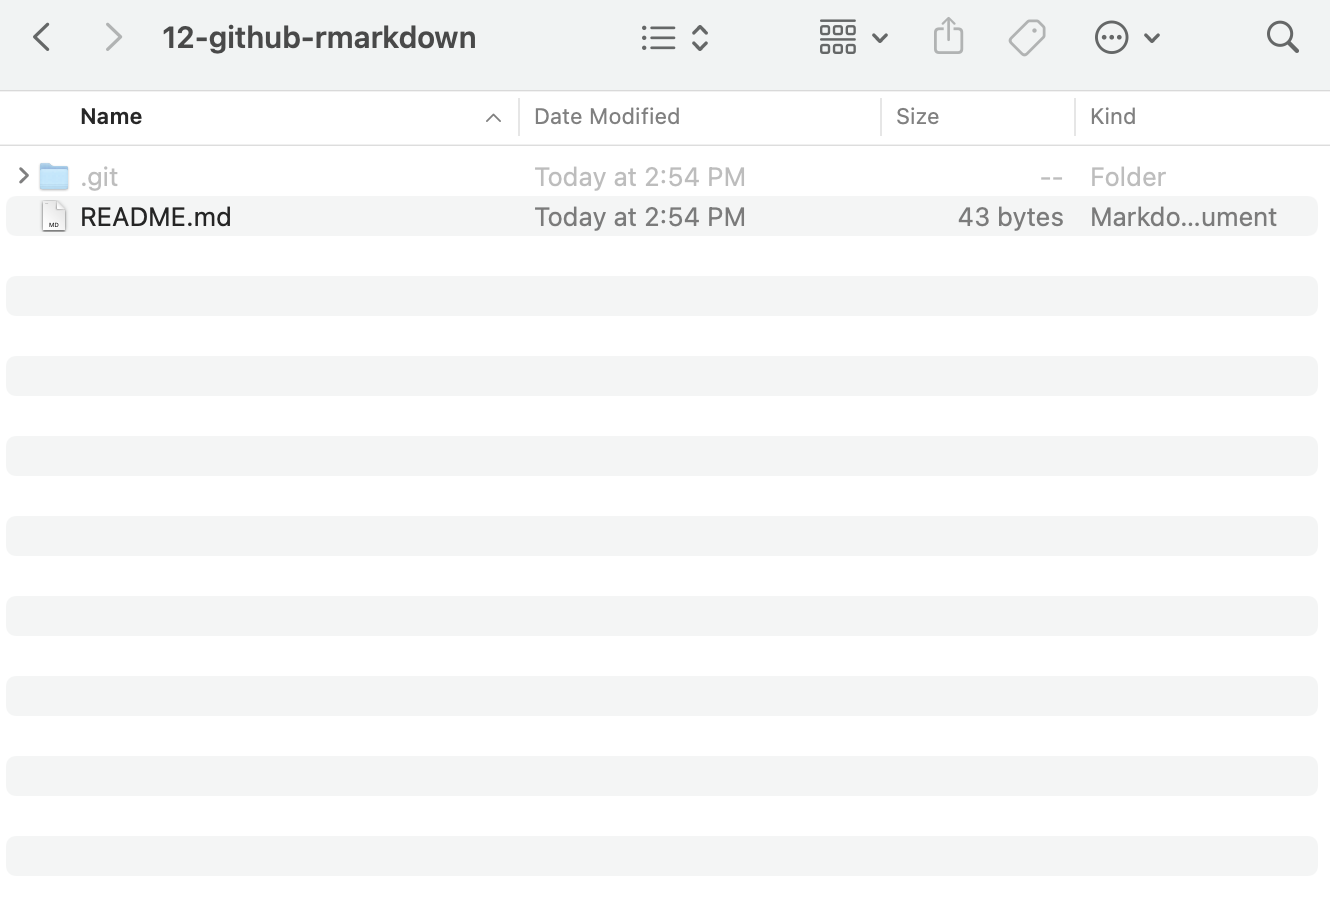 12-github-rmarkdown
Name Date Modified Size Kind
.git Today at 2:54 PM -- Folder
MD README.md Today at 2:54 PM 43 bytes Markdo...ument